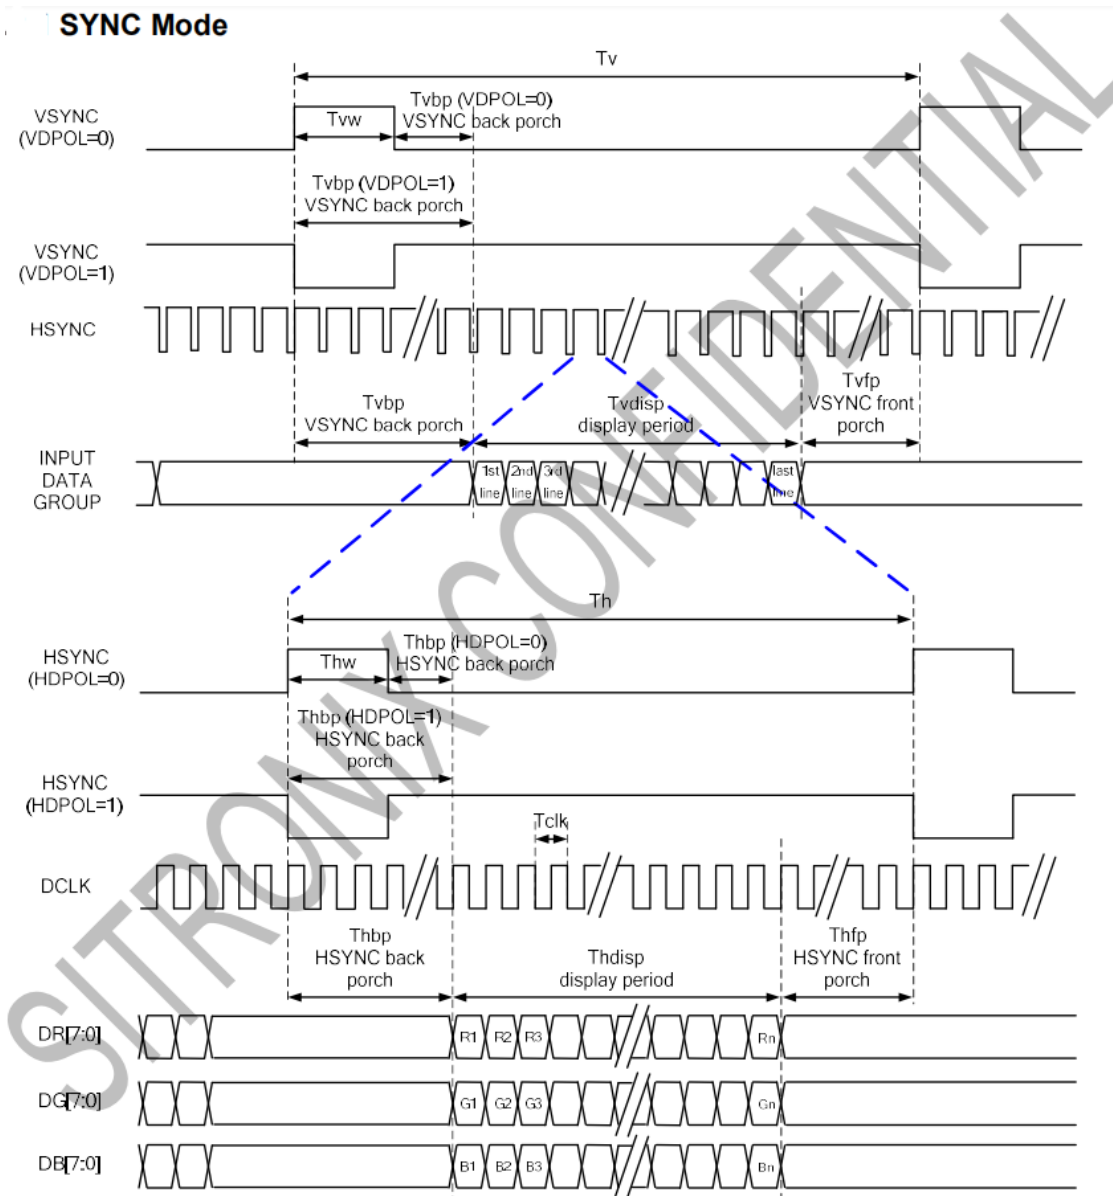 SYNC Mode
Tv
VSYNC
(VDPOL=0)
Tvw
Tvbp (VDPOL=0)
VSYNC back porch
Tvbp (VDPOL=1)
VSYNC back porch
VSYNC
(VDPOL=1)
HSYNC
Tvbp
VSYNC back porch
Tvdisp
display period
Tvfp
VSYNC front
porch
INPUT
DATA
GROUP
1st
line
2nd
line
3rd
line
last
line
Th
HSYNC
(HDPOL=0)
Thw
Thbp (HDPOL=0)
HSYNC back porch
Thbp (HDPOL=1)
HSYNC back
porch
HSYNC
(HDPOL=1)
Tclk
DCLK
Thbp
HSYNC back
porch
Thdisp
display period
Thfp
HSYNC front
porch
DR[7:0]
R1 R2 R3 Rn
DG[7:0]
G1 G2 G3 Gn
DB[7:0]
B1 B2 B3 Bn
SITRONIX CONFIDENTIAL